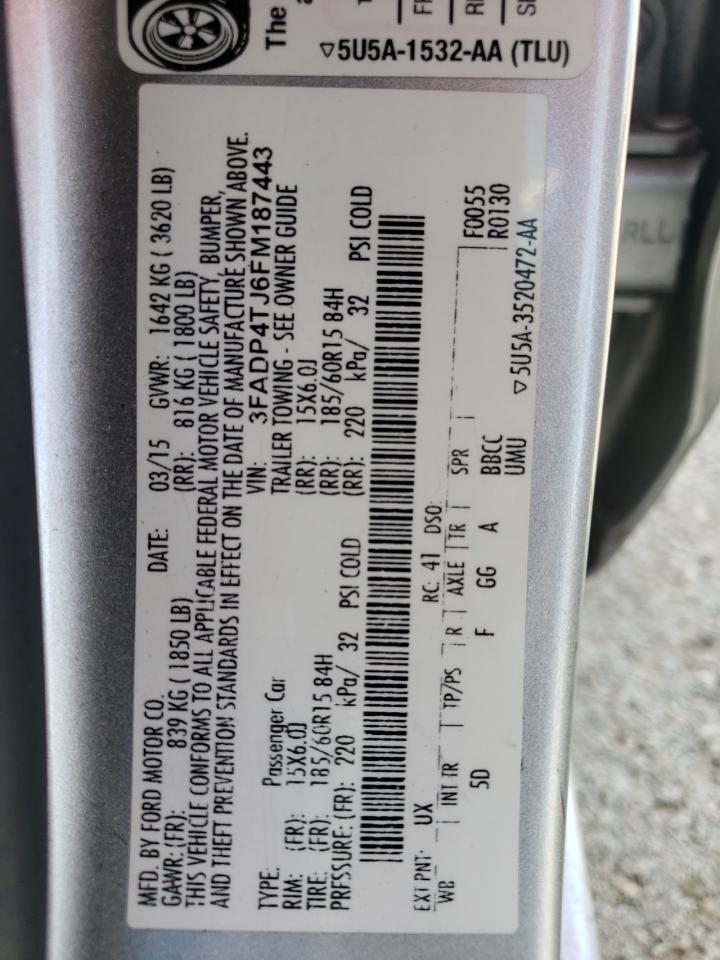 The
▽5U5A-1532-AA (TLU)
MFD. BY FORD MOTOR CO. DATE: 03/15 GVWR: 1642 KG ( 3620 LB)
GAWR: (FR): 839 KG ( 1850 LB) (RR): 816 KG ( 1800 LB)
THIS VEHICLE CONFORMS TO ALL APPLICABLE FEDERAL MOTOR VEHICLE SAFETY, BUMPER,
AND THEFT PREVENTION STANDARDS IN EFFECT ON THE DATE OF MANUFACTURE SHOWN ABOVE.
VIN: 3FADP4TJ6FM187443
TYPE: Passenger Car TRAILER TOWING - SEE OWNER GUIDE
RIM: (FR): 15X6.0J (RR): 15X6.0J
TIRE: (FR): 185/60R15 84H (RR): 185/60R15 84H
PRESSURE: (FR): 220 kPa/ 32 PSI COLD (RR): 220 kPa/ 32 PSI COLD
EXT PNT: UX RC: 41 DSO: F0055
WB INT TR TP/PS R AXLE TR SPR R0130
5D F GG A BBCC
UMU
▽5U5A-3520472-AA